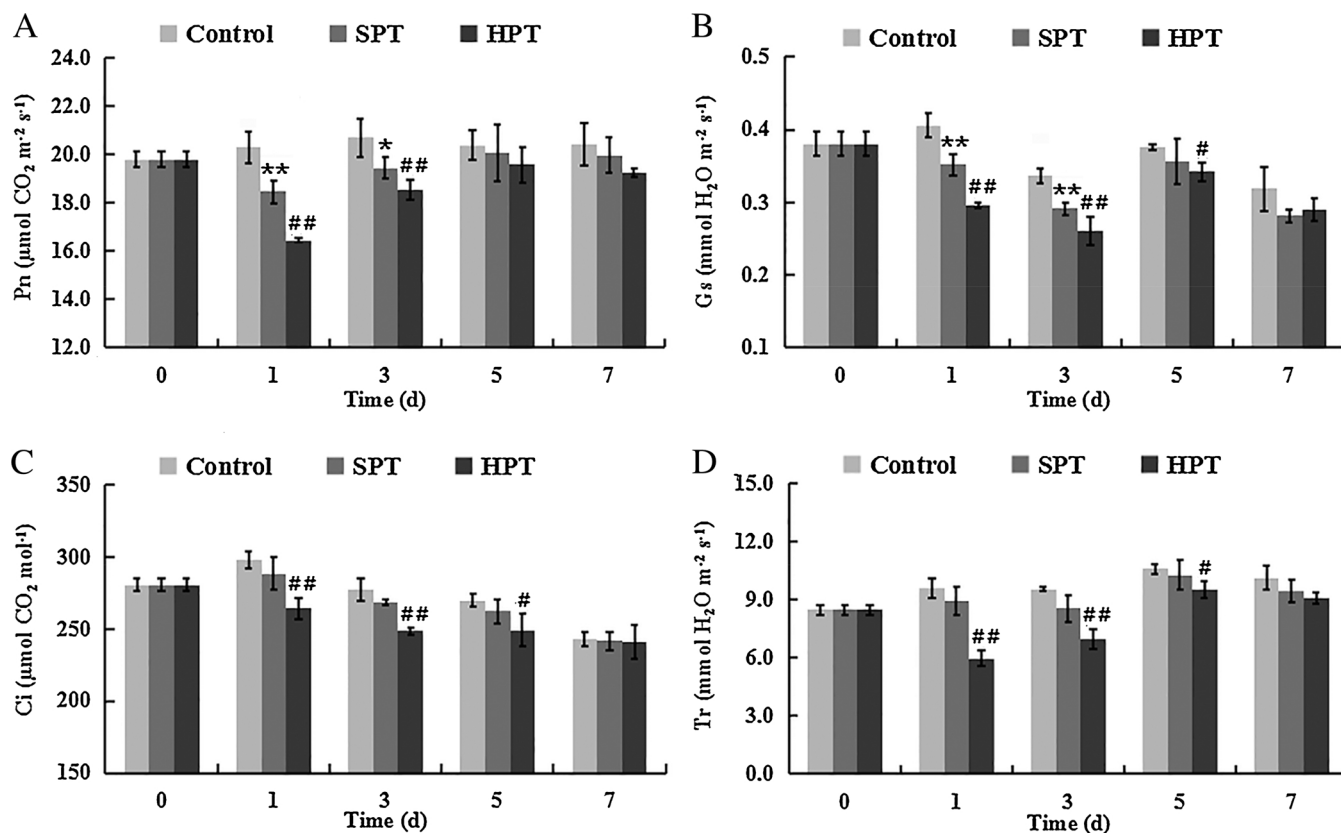 A
Control SPT HPT
24.0
22.0
20.0
18.0
16.0
14.0
12.0
Pn (μmol CO₂ m⁻² s⁻¹)
** ## * ##
0 1 3 5 7
Time (d)
B
Control SPT HPT
0.5
0.4
0.3
0.2
0.1
Gs (mmol H₂O m⁻² s⁻¹)
** ## ** ## #
0 1 3 5 7
Time (d)
C
Control SPT HPT
350
300
250
200
150
Ci (μmol CO₂ mol⁻¹)
## ## #
0 1 3 5 7
Time (d)
D
Control SPT HPT
15.0
12.0
9.0
6.0
3.0
0.0
Tr (mmol H₂O m⁻² s⁻¹)
## ## #
0 1 3 5 7
Time (d)